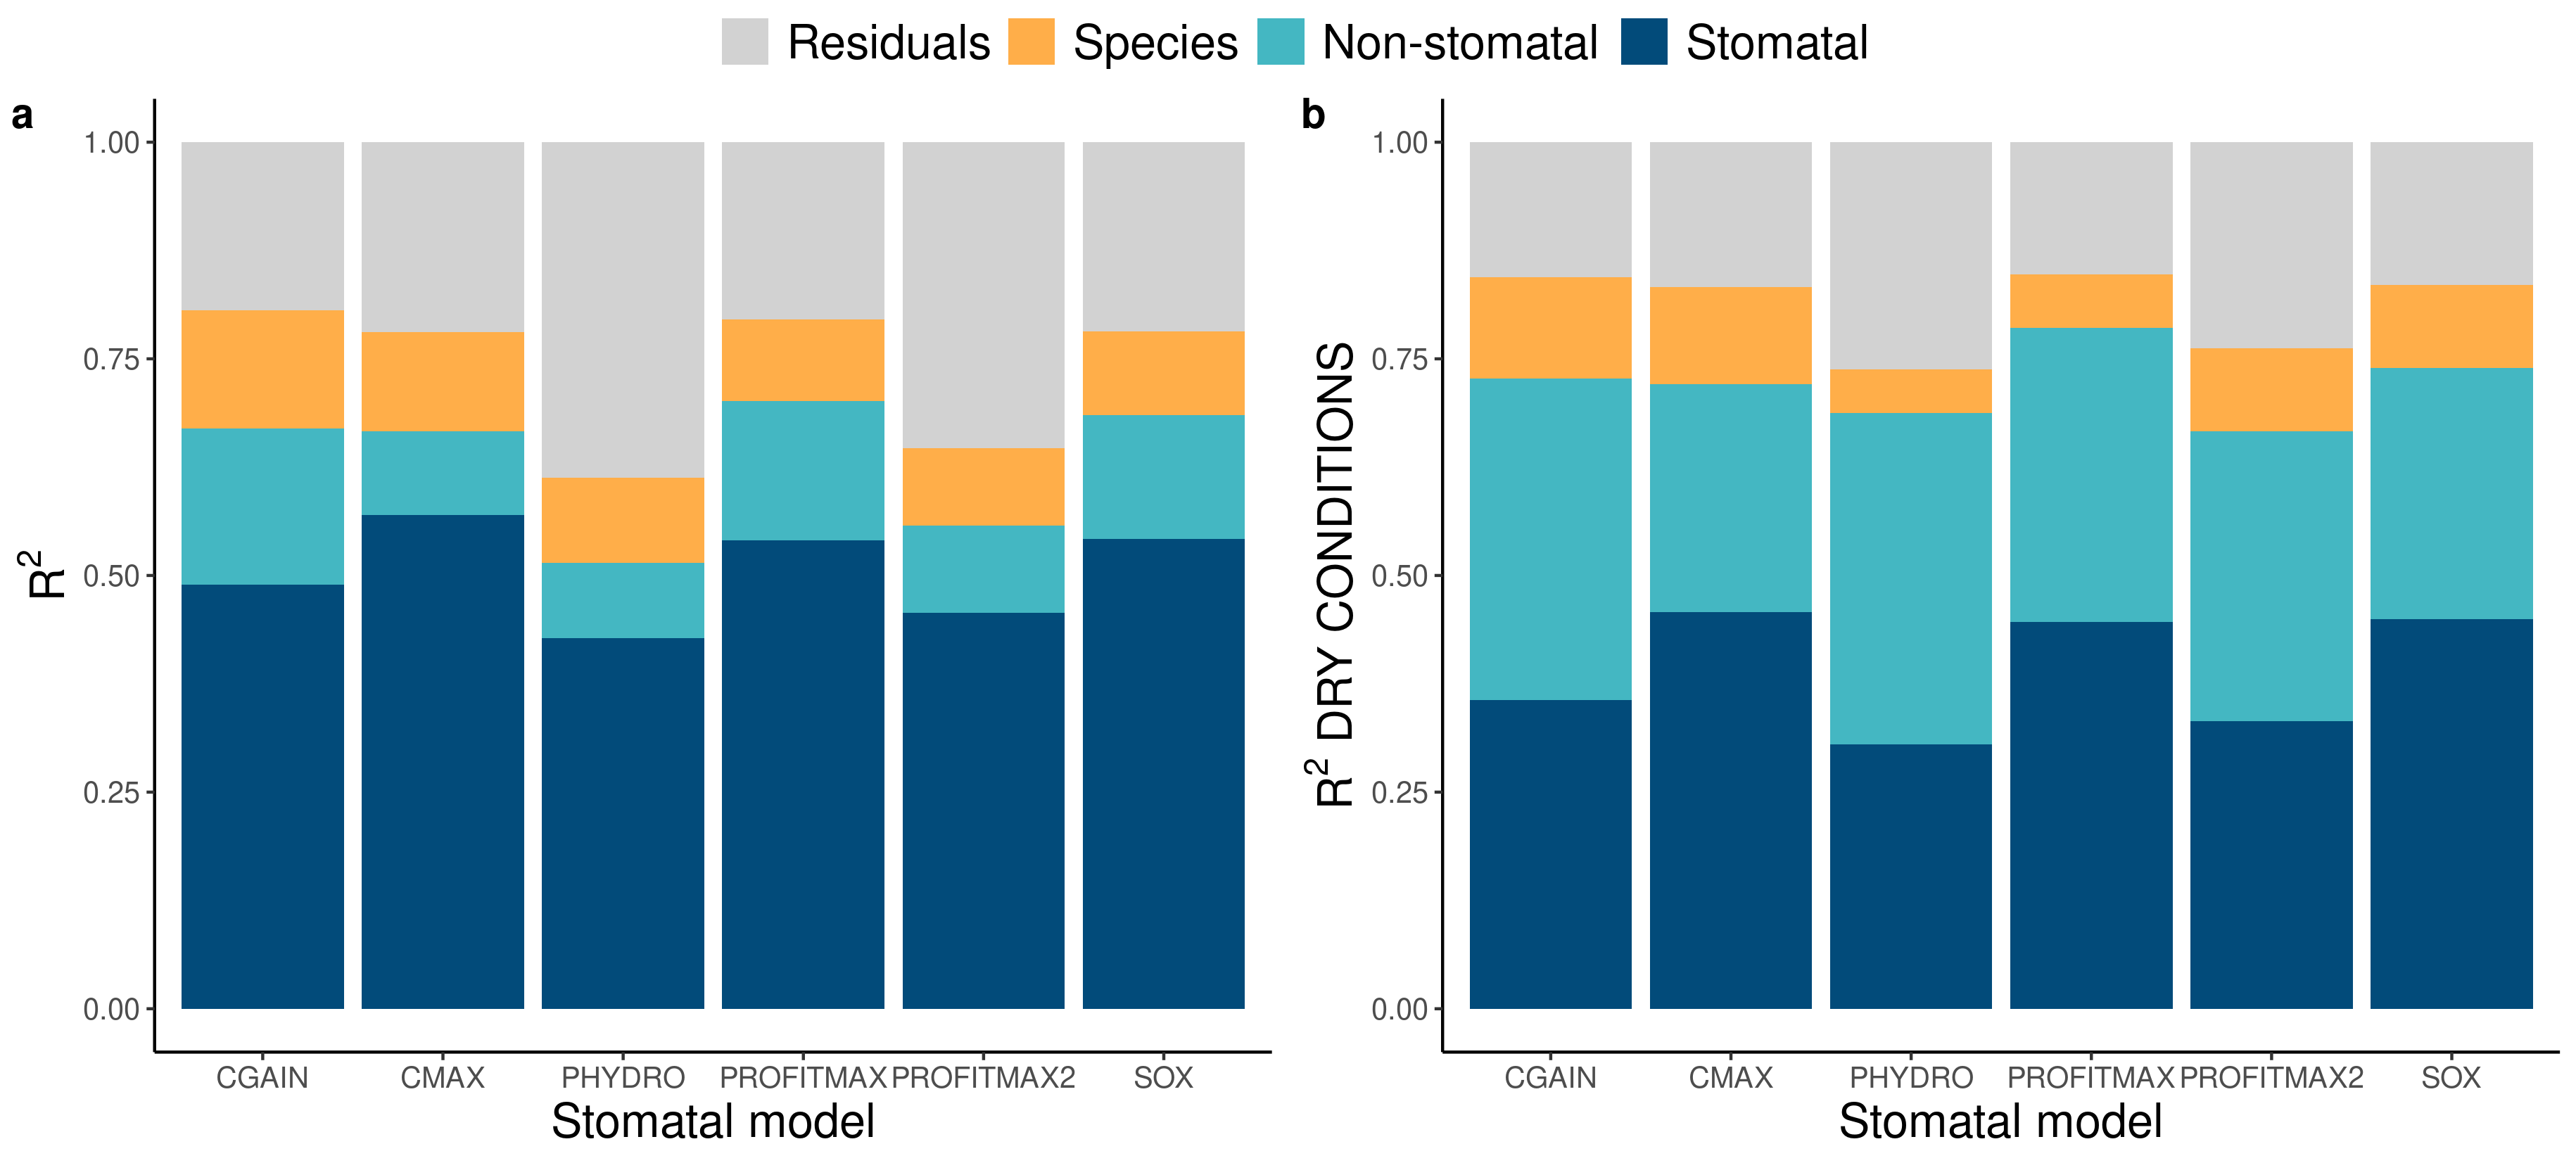 Residuals Species Non-stomatal Stomatal
a
1.00
0.75
0.50
0.25
0.00
R²
CGAIN CMAX PHYDRO PROFITMAX PROFITMAX2 SOX
Stomatal model
b
1.00
0.75
0.50
0.25
0.00
R² DRY CONDITIONS
CGAIN CMAX PHYDRO PROFITMAX PROFITMAX2 SOX
Stomatal model